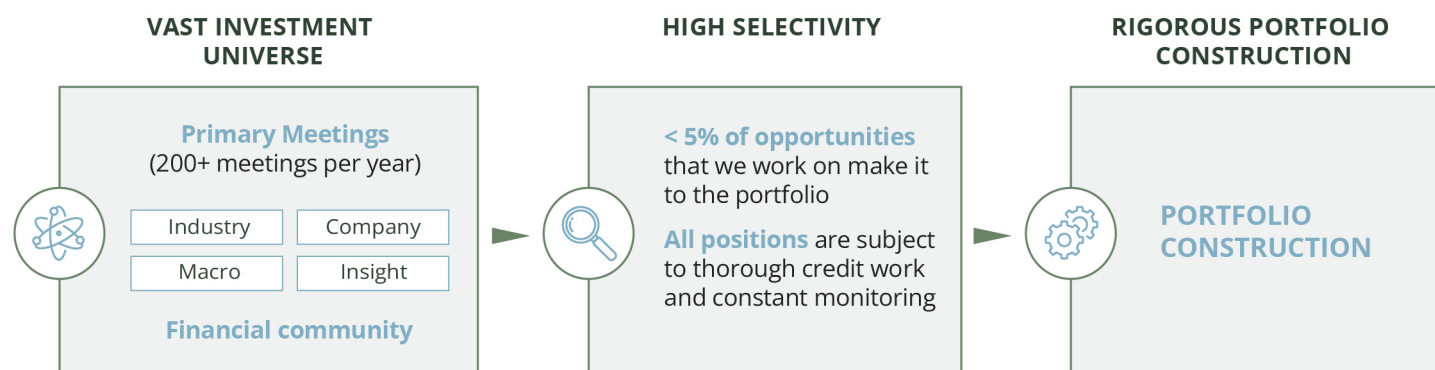 VAST INVESTMENT
UNIVERSE
Primary Meetings
(200+ meetings per year)
Industry
Company
Macro
Insight
Financial community
HIGH SELECTIVITY
< 5% of opportunities
that we work on make it
to the portfolio
All positions are subject
to thorough credit work
and constant monitoring
RIGOROUS PORTFOLIO
CONSTRUCTION
PORTFOLIO
CONSTRUCTION